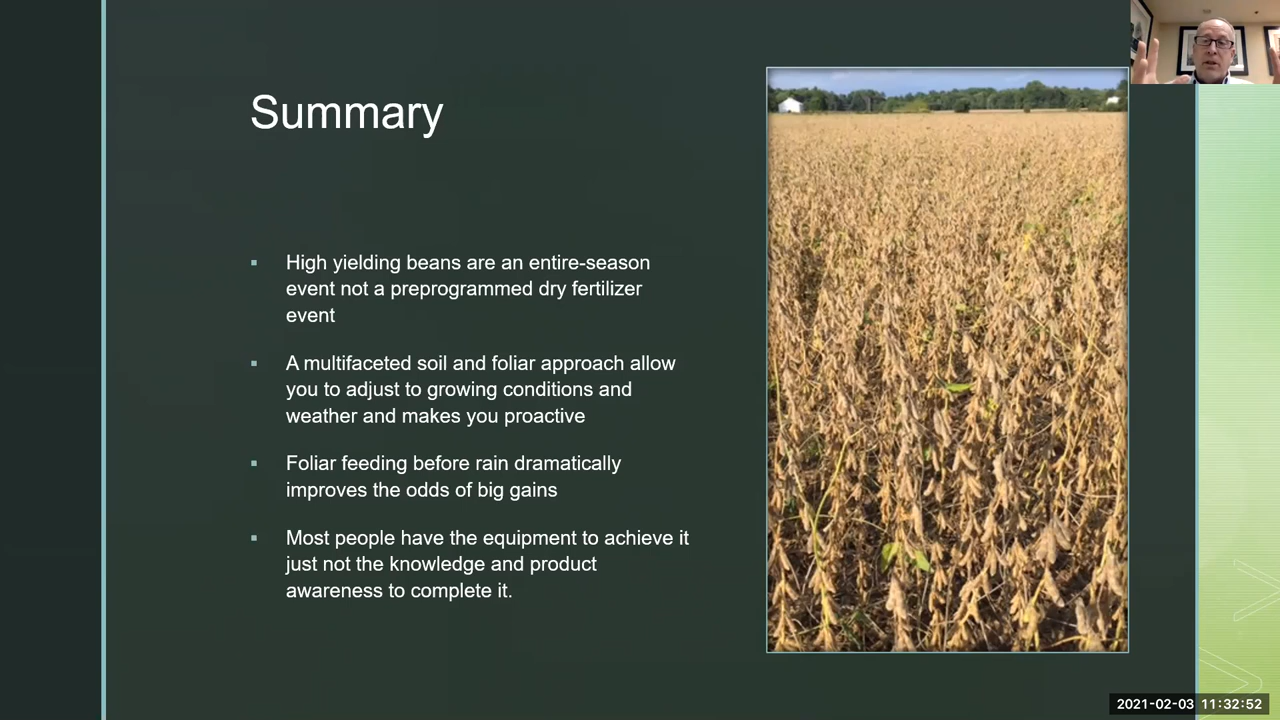 Summary
▪ High yielding beans are an entire-season
event not a preprogrammed dry fertilizer
event
▪ A multifaceted soil and foliar approach allow
you to adjust to growing conditions and
weather and makes you proactive
▪ Foliar feeding before rain dramatically
improves the odds of big gains
▪ Most people have the equipment to achieve it
just not the knowledge and product
awareness to complete it.
2021-02-03 11:32:52